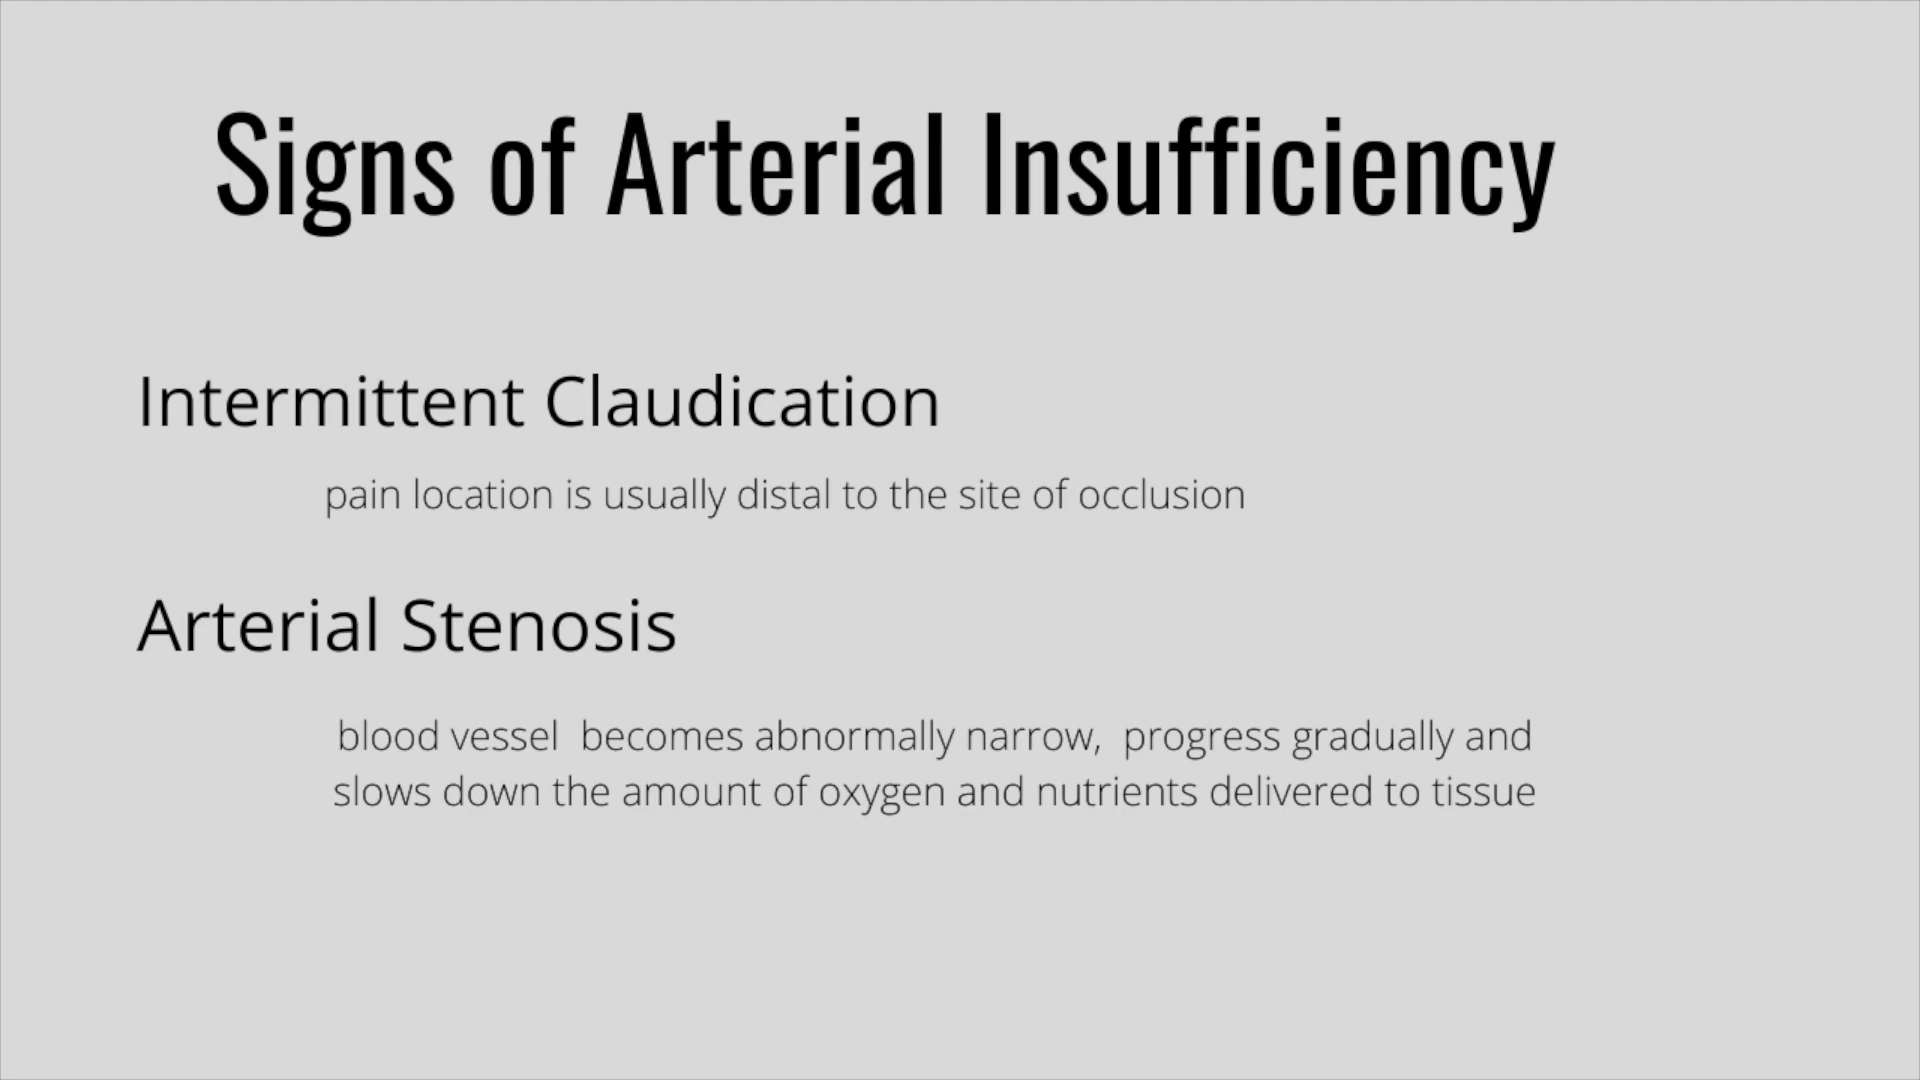 Signs of Arterial Insufficiency
Intermittent Claudication
pain location is usually distal to the site of occlusion
Arterial Stenosis
blood vessel  becomes abnormally narrow,  progress gradually and
slows down the amount of oxygen and nutrients delivered to tissue